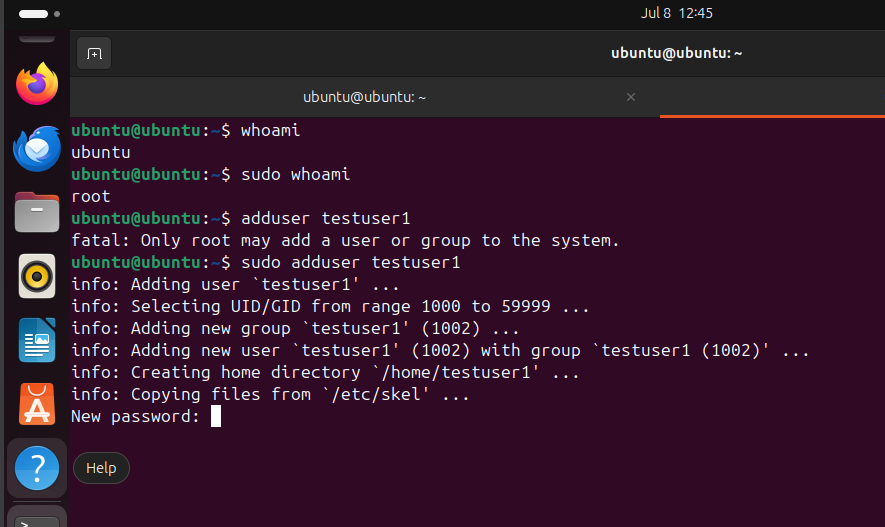 Jul 8 12:45
ubuntu@ubuntu: ~
ubuntu@ubuntu: ~ ×
ubuntu@ubuntu:~$ whoami
ubuntu
ubuntu@ubuntu:~$ sudo whoami
root
ubuntu@ubuntu:~$ adduser testuser1
fatal: Only root may add a user or group to the system.
ubuntu@ubuntu:~$ sudo adduser testuser1
info: Adding user `testuser1' ...
info: Selecting UID/GID from range 1000 to 59999 ...
info: Adding new group `testuser1' (1002) ...
info: Adding new user `testuser1' (1002) with group `testuser1 (1002)' ...
info: Creating home directory `/home/testuser1' ...
info: Copying files from `/etc/skel' ...
New password:
?
Help
>_